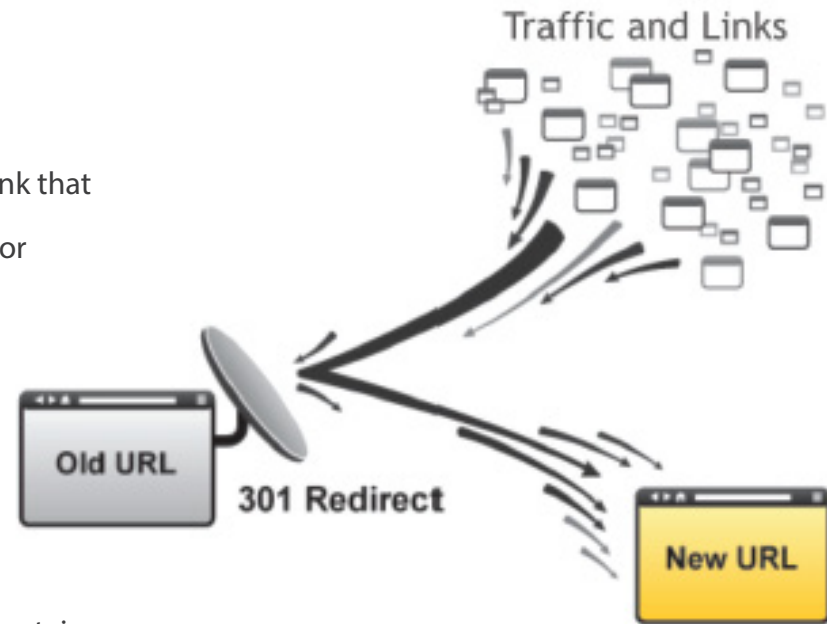 Traffic and Links
nk that
or
Old URL
301 Redirect
New URL